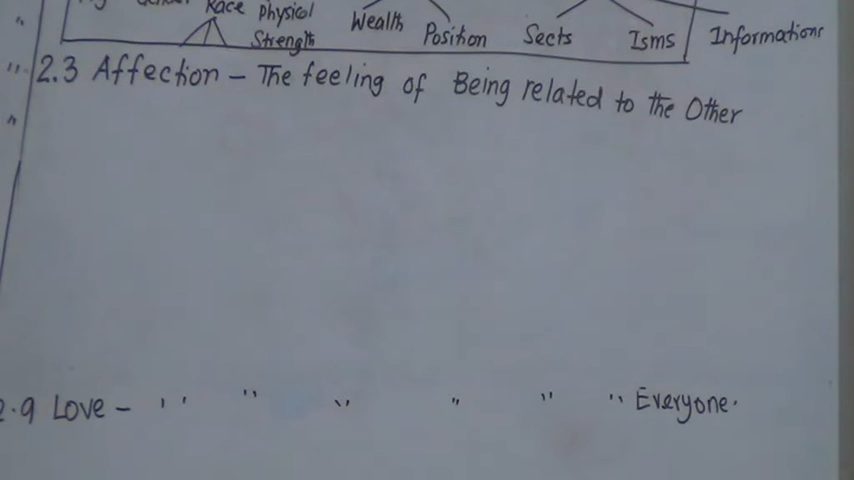 Race Physical
Strength
Wealth
Position
Sects
Isms
Informations
2.3 Affection – The feeling of Being related to the Other
2.9 Love – '' '' '' '' '' '' Everyone.